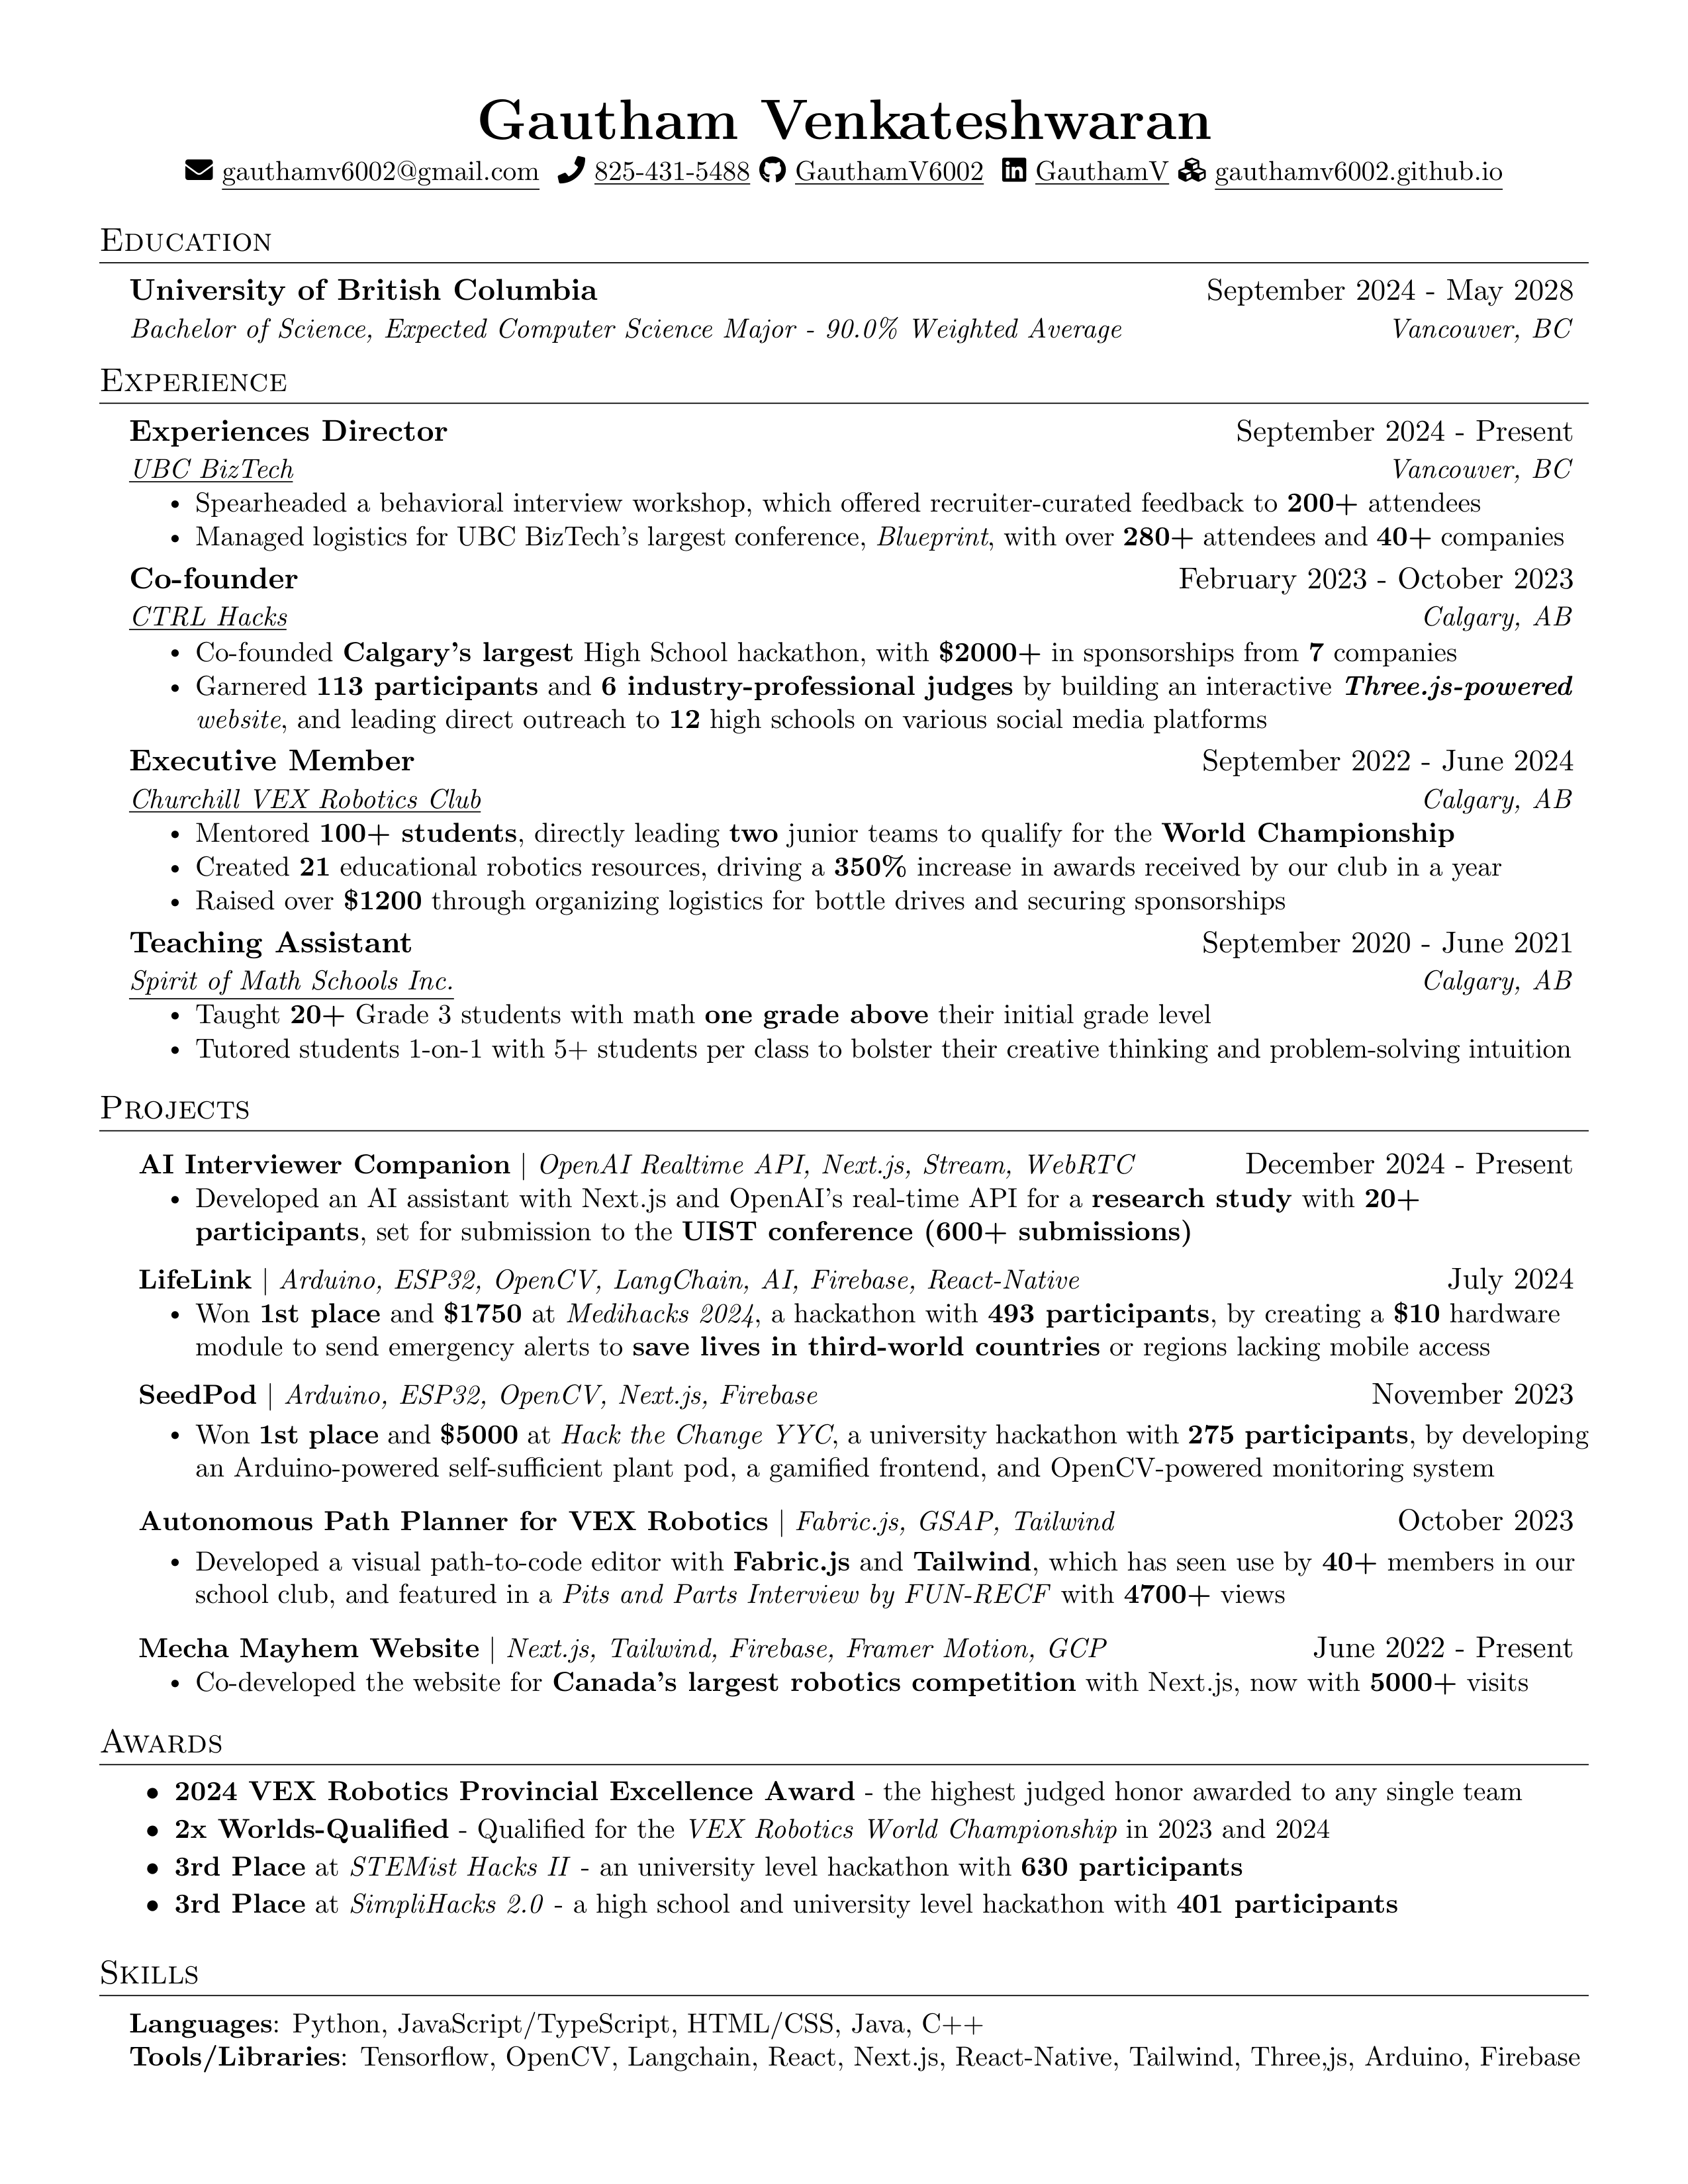 Gautham Venkateshwaran
gauthamv6002@gmail.com 825-431-5488 GauthamV6002 GauthamV gauthamv6002.github.io
Education
University of British Columbia September 2024 - May 2028
Bachelor of Science, Expected Computer Science Major - 90.0% Weighted Average Vancouver, BC
Experience
Experiences Director September 2024 - Present
UBC BizTech Vancouver, BC
• Spearheaded a behavioral interview workshop, which offered recruiter-curated feedback to 200+ attendees
• Managed logistics for UBC BizTech's largest conference, Blueprint, with over 280+ attendees and 40+ companies
Co-founder February 2023 - October 2023
CTRL Hacks Calgary, AB
• Co-founded Calgary's largest High School hackathon, with $2000+ in sponsorships from 7 companies
• Garnered 113 participants and 6 industry-professional judges by building an interactive Three.js-powered
website, and leading direct outreach to 12 high schools on various social media platforms
Executive Member September 2022 - June 2024
Churchill VEX Robotics Club Calgary, AB
• Mentored 100+ students, directly leading two junior teams to qualify for the World Championship
• Created 21 educational robotics resources, driving a 350% increase in awards received by our club in a year
• Raised over $1200 through organizing logistics for bottle drives and securing sponsorships
Teaching Assistant September 2020 - June 2021
Spirit of Math Schools Inc. Calgary, AB
• Taught 20+ Grade 3 students with math one grade above their initial grade level
• Tutored students 1-on-1 with 5+ students per class to bolster their creative thinking and problem-solving intuition
Projects
AI Interviewer Companion | OpenAI Realtime API, Next.js, Stream, WebRTC December 2024 - Present
• Developed an AI assistant with Next.js and OpenAI's real-time API for a research study with 20+
participants, set for submission to the UIST conference (600+ submissions)
LifeLink | Arduino, ESP32, OpenCV, LangChain, AI, Firebase, React-Native July 2024
• Won 1st place and $1750 at Medihacks 2024, a hackathon with 493 participants, by creating a $10 hardware
module to send emergency alerts to save lives in third-world countries or regions lacking mobile access
SeedPod | Arduino, ESP32, OpenCV, Next.js, Firebase November 2023
• Won 1st place and $5000 at Hack the Change YYC, a university hackathon with 275 participants, by developing
an Arduino-powered self-sufficient plant pod, a gamified frontend, and OpenCV-powered monitoring system
Autonomous Path Planner for VEX Robotics | Fabric.js, GSAP, Tailwind October 2023
• Developed a visual path-to-code editor with Fabric.js and Tailwind, which has seen use by 40+ members in our
school club, and featured in a Pits and Parts Interview by FUN-RECF with 4700+ views
Mecha Mayhem Website | Next.js, Tailwind, Firebase, Framer Motion, GCP June 2022 - Present
• Co-developed the website for Canada's largest robotics competition with Next.js, now with 5000+ visits
Awards
• 2024 VEX Robotics Provincial Excellence Award - the highest judged honor awarded to any single team
• 2x Worlds-Qualified - Qualified for the VEX Robotics World Championship in 2023 and 2024
• 3rd Place at STEMist Hacks II - an university level hackathon with 630 participants
• 3rd Place at SimpliHacks 2.0 - a high school and university level hackathon with 401 participants
Skills
Languages: Python, JavaScript/TypeScript, HTML/CSS, Java, C++
Tools/Libraries: Tensorflow, OpenCV, Langchain, React, Next.js, React-Native, Tailwind, Three,js, Arduino, Firebase